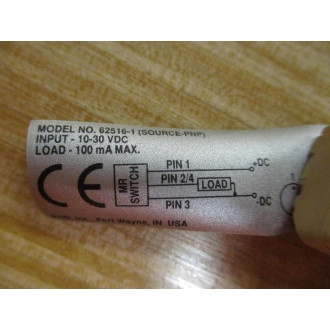 MODEL NO. 62516-1 (SOURCE-PNP)
INPUT - 10-30 VDC
LOAD - 100 mA MAX.
CE
MR SWITCH
PIN 1
+DC
PIN 2/4
LOAD
PIN 3
-DC
Fort Wayne, IN USA